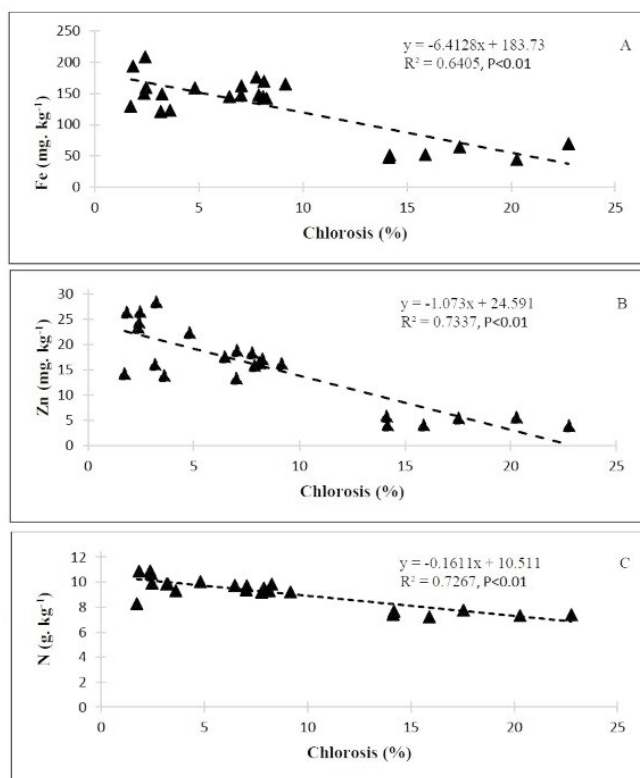 A
y = -6.4128x + 183.73
R² = 0.6405, P<0.01
Fe (mg. kg⁻¹)
250
200
150
100
50
0
0 5 10 15 20 25
Chlorosis (%)
B
y = -1.073x + 24.591
R² = 0.7337, P<0.01
Zn (mg. kg⁻¹)
30
25
20
15
10
5
0
0 5 10 15 20 25
Chlorosis (%)
C
y = -0.1611x + 10.511
R² = 0.7267, P<0.01
N (g. kg⁻¹)
12
10
8
6
4
2
0
0 5 10 15 20 25
Chlorosis (%)